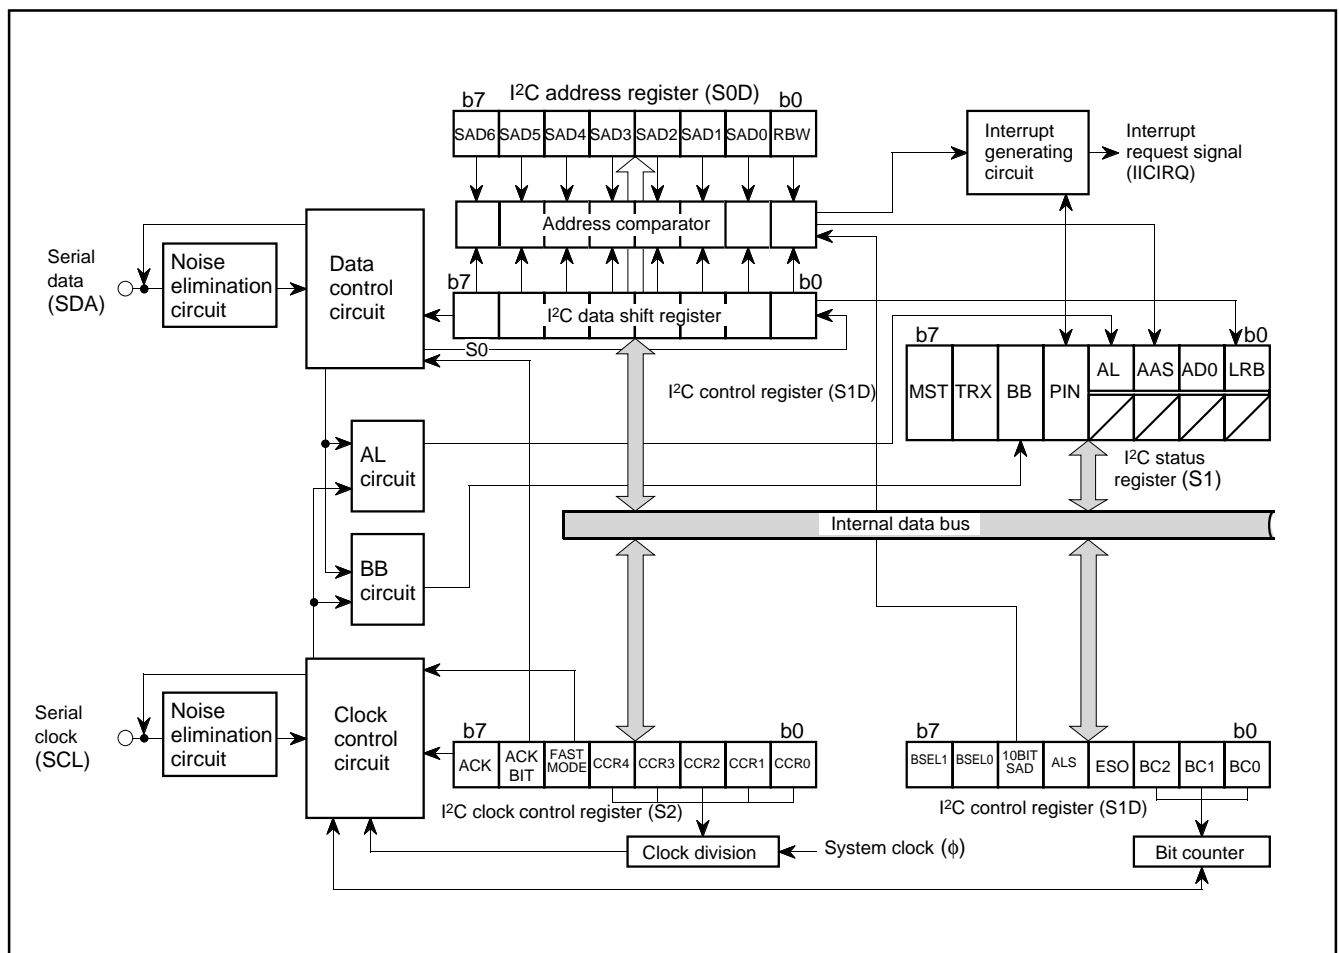 I²C address register (S0D)
b7
b0
SAD6 SAD5 SAD4 SAD3 SAD2 SAD1 SAD0 RBW
Interrupt
generating
circuit
Interrupt
request signal
(IICIRQ)
Address comparator
Serial
data
(SDA)
Noise
elimination
circuit
Data
control
circuit
b7
b0
I²C data shift register
S0
b7
b0
MST TRX BB PIN AL AAS AD0 LRB
I²C control register (S1D)
I²C status
register (S1)
AL
circuit
Internal data bus
BB
circuit
Serial
clock
(SCL)
Noise
elimination
circuit
Clock
control
circuit
b7
b0
ACK ACK BIT FAST MODE CCR4 CCR3 CCR2 CCR1 CCR0
I²C clock control register (S2)
b7
b0
BSEL1 BSEL0 10BIT SAD ALS ESO BC2 BC1 BC0
I²C control register (S1D)
Clock division
System clock (ϕ)
Bit counter